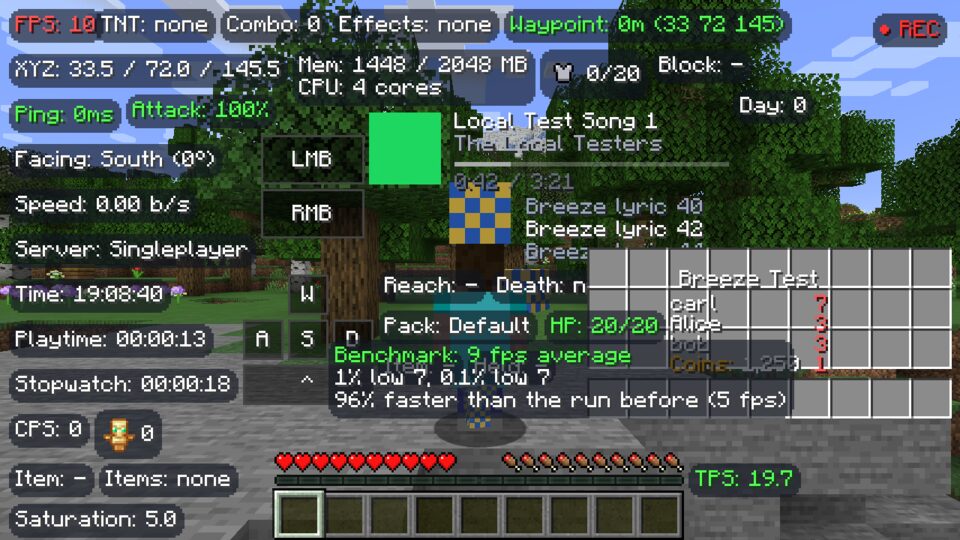 FPS: 10 TNT: none Combo: 0 Effects: none Waypoint: 0m (33 72 145)
REC
XYZ: 33.5 / 72.0 / 145.5
Mem: 1448 / 2048 MB
CPU: 4 cores
0/20
Block: -
Ping: 0ms
Attack: 100%
Day: 0
Local Test Song 1
The Local Testers
0:42 / 3:21
Facing: South (0°)
LMB
Speed: 0.00 b/s
RMB
Breeze lyric 40
Breeze lyric 42
Breeze lyric
Server: Singleplayer
Time: 19:08:40
W
Reach: - Death: n
Breeze Test
carl 7
Alice 3
bob 3
Coins: 1,250 1
Playtime: 00:00:13
A S D
Pack: Default HP: 20/20
Benchmark: 9 fps average
1% low 7, 0.1% low 7
96% faster than the run before (5 fps)
Stopwatch: 00:00:18
^
CPS: 0
0
Item: - Items: none
TPS: 19.7
Saturation: 5.0